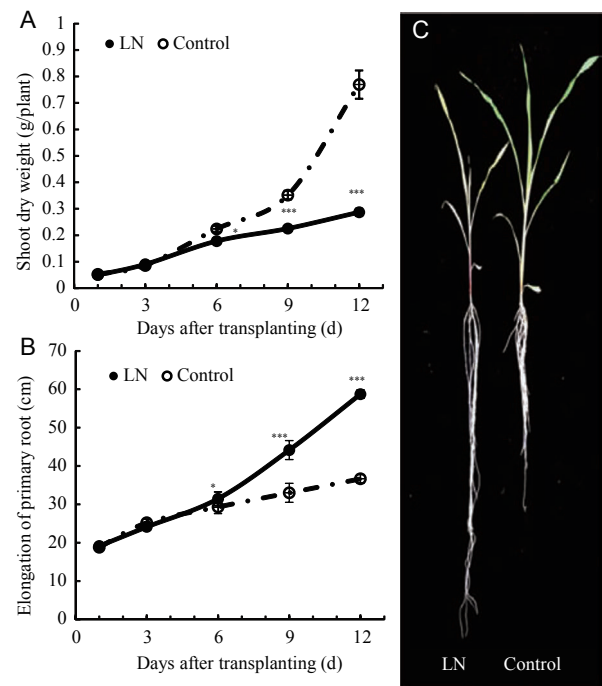 A
LN Control
Shoot dry weight (g/plant)
1
0.9
0.8
0.7
0.6
0.5
0.4
0.3
0.2
0.1
0
*
***
***
0 3 6 9 12
Days after transplanting (d)
B
LN Control
Elongation of primary root (cm)
70
60
50
40
30
20
10
0
*
***
***
0 3 6 9 12
Days after transplanting (d)
C
LN Control